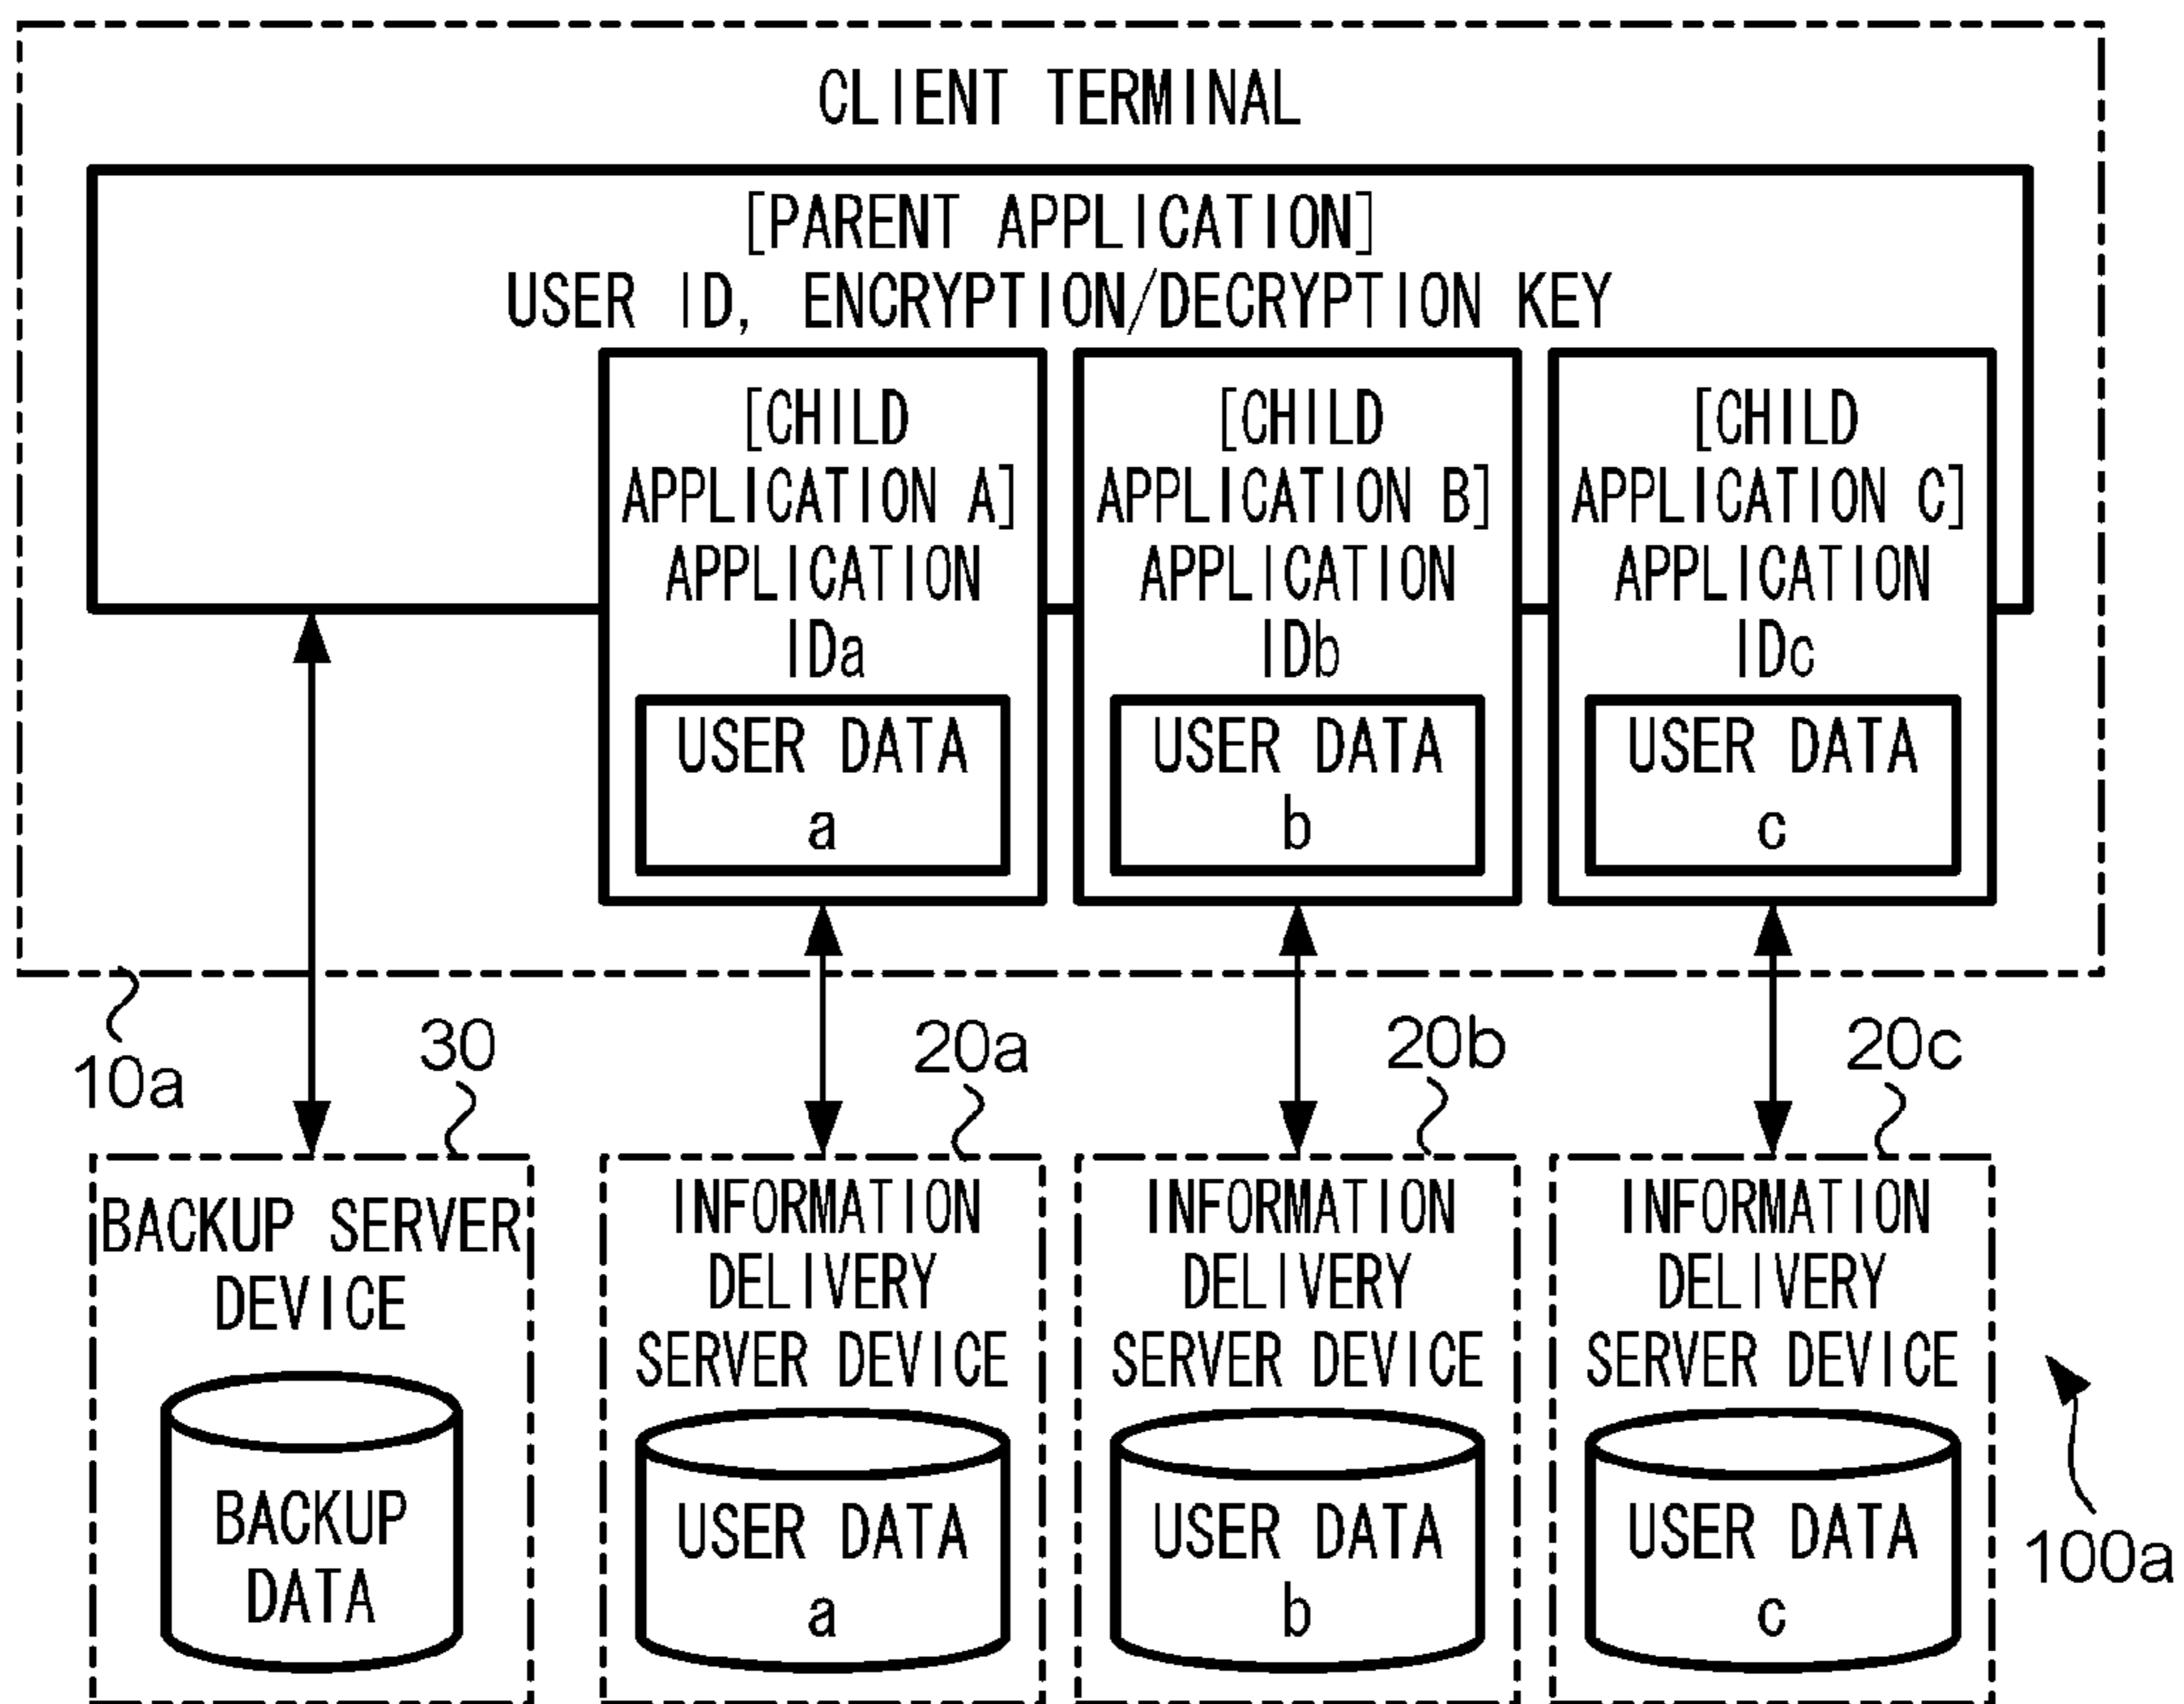 CLIENT TERMINAL
[PARENT APPLICATION]
USER ID, ENCRYPTION/DECRYPTION KEY
[CHILD
APPLICATION A]
APPLICATION
IDa
USER DATA
a
[CHILD
APPLICATION B]
APPLICATION
IDb
USER DATA
b
[CHILD
APPLICATION C]
APPLICATION
IDc
USER DATA
c
10a
30
20a
20b
20c
BACKUP SERVER
DEVICE
BACKUP
DATA
INFORMATION
DELIVERY
SERVER DEVICE
USER DATA
a
INFORMATION
DELIVERY
SERVER DEVICE
USER DATA
b
INFORMATION
DELIVERY
SERVER DEVICE
USER DATA
c
100a